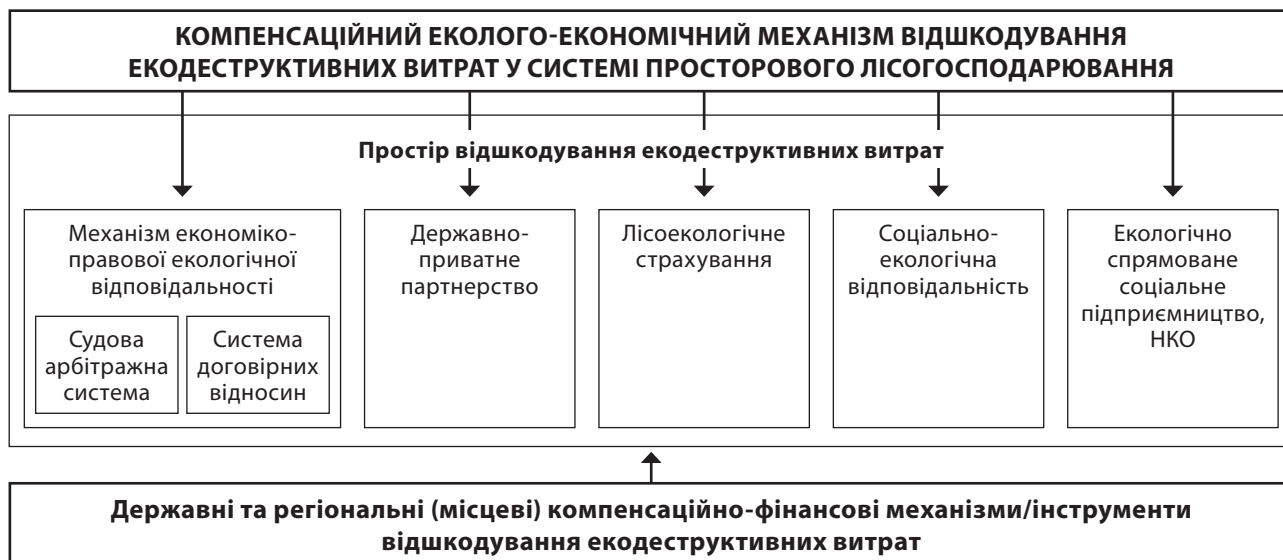 КОМПЕНСАЦІЙНИЙ ЕКОЛОГО-ЕКОНОМІЧНИЙ МЕХАНІЗМ ВІДШКОДУВАННЯ
ЕКОДЕСТРУКТИВНИХ ВИТРАТ У СИСТЕМІ ПРОСТОРОВОГО ЛІСОГОСПОДАРЮВАННЯ
Простір відшкодування екодеструктивних витрат
Механізм економіко-
правової екологічної
відповідальності
Судова
арбітражна
система
Система
договірних
відносин
Державно-
приватне
партнерство
Лісоекологічне
страхування
Соціально-
екологічна
відповідальність
Екологічно
спрямоване
соціальне
підприємництво,
НКО
Державні та регіональні (місцеві) компенсаційно-фінансові механізми/інструменти
відшкодування екодеструктивних витрат